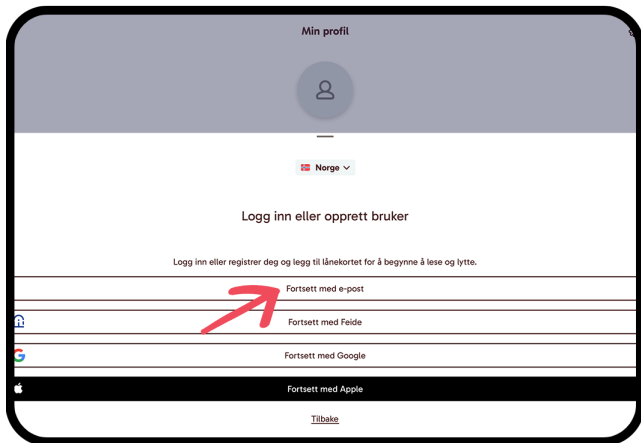 Min profil
Norge
Logg inn eller opprett bruker
Logg inn eller registrer deg og legg til lånekortet for å begynne å lese og lytte.
Fortsett med e-post
Fortsett med Feide
Fortsett med Google
Fortsett med Apple
Tilbake